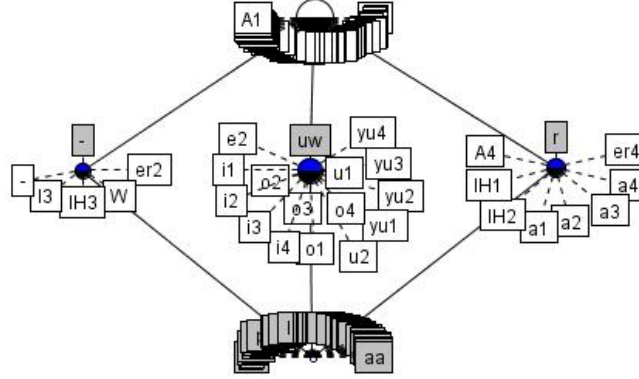 A1
-
uw
r
e2
yu4
i1
o2
u1
yu3
i2
yu2
i3
o3
o4
yu1
i4
o1
u2
-
I3
IH3
W
er2
A4
er4
IH1
a4
IH2
a3
a1
a2
aa